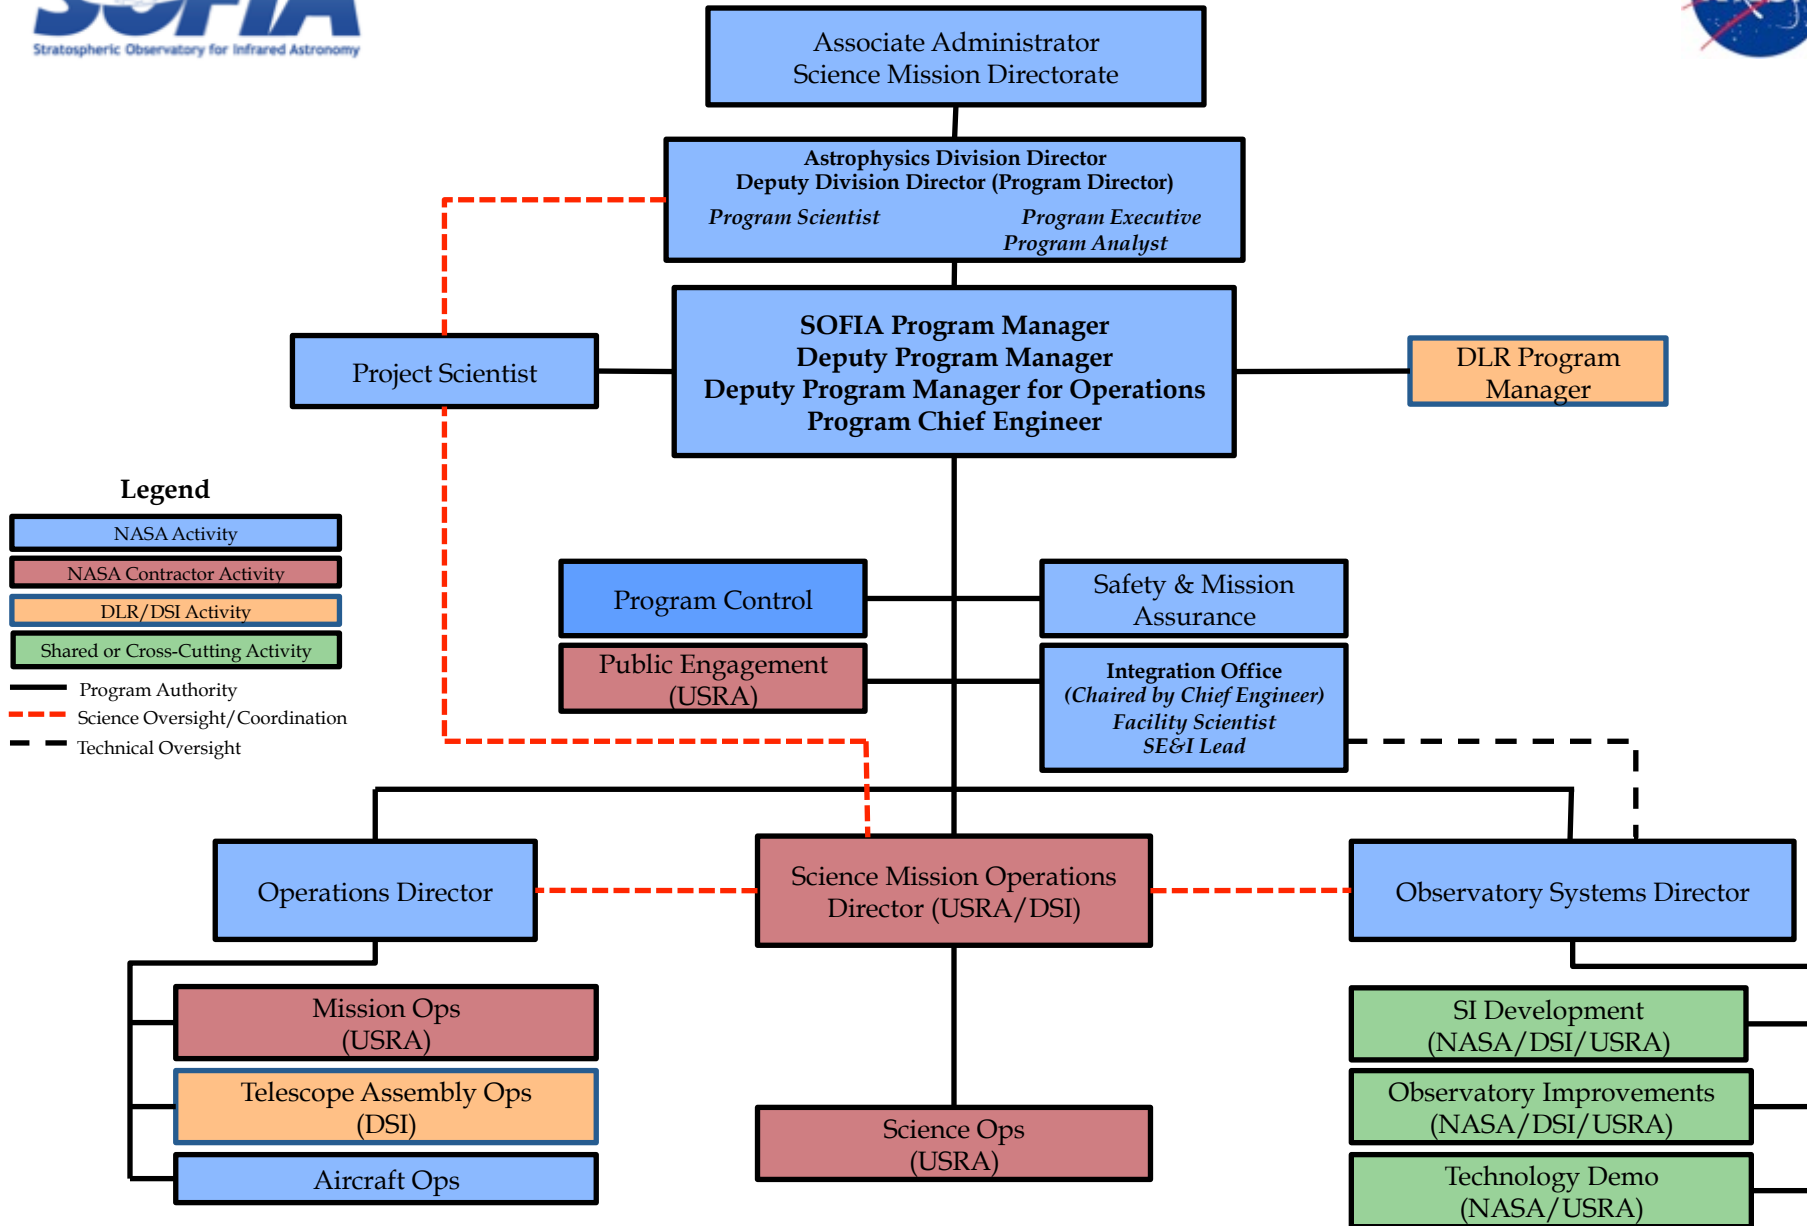 SOFIA
Stratospheric Observatory for Infrared Astronomy
Associate Administrator
Science Mission Directorate
Astrophysics Division Director
Deputy Division Director (Program Director)
Program Scientist
Program Executive
Program Analyst
SOFIA Program Manager
Deputy Program Manager
Deputy Program Manager for Operations
Program Chief Engineer
Project Scientist
DLR Program
Manager
Legend
NASA Activity
NASA Contractor Activity
DLR/DSI Activity
Shared or Cross-Cutting Activity
Program Authority
Science Oversight/Coordination
Technical Oversight
Program Control
Safety & Mission
Assurance
Public Engagement
(USRA)
Integration Office
(Chaired by Chief Engineer)
Facility Scientist
SE&I Lead
Operations Director
Science Mission Operations
Director (USRA/DSI)
Observatory Systems Director
Mission Ops
(USRA)
Telescope Assembly Ops
(DSI)
Aircraft Ops
Science Ops
(USRA)
SI Development
(NASA/DSI/USRA)
Observatory Improvements
(NASA/DSI/USRA)
Technology Demo
(NASA/USRA)